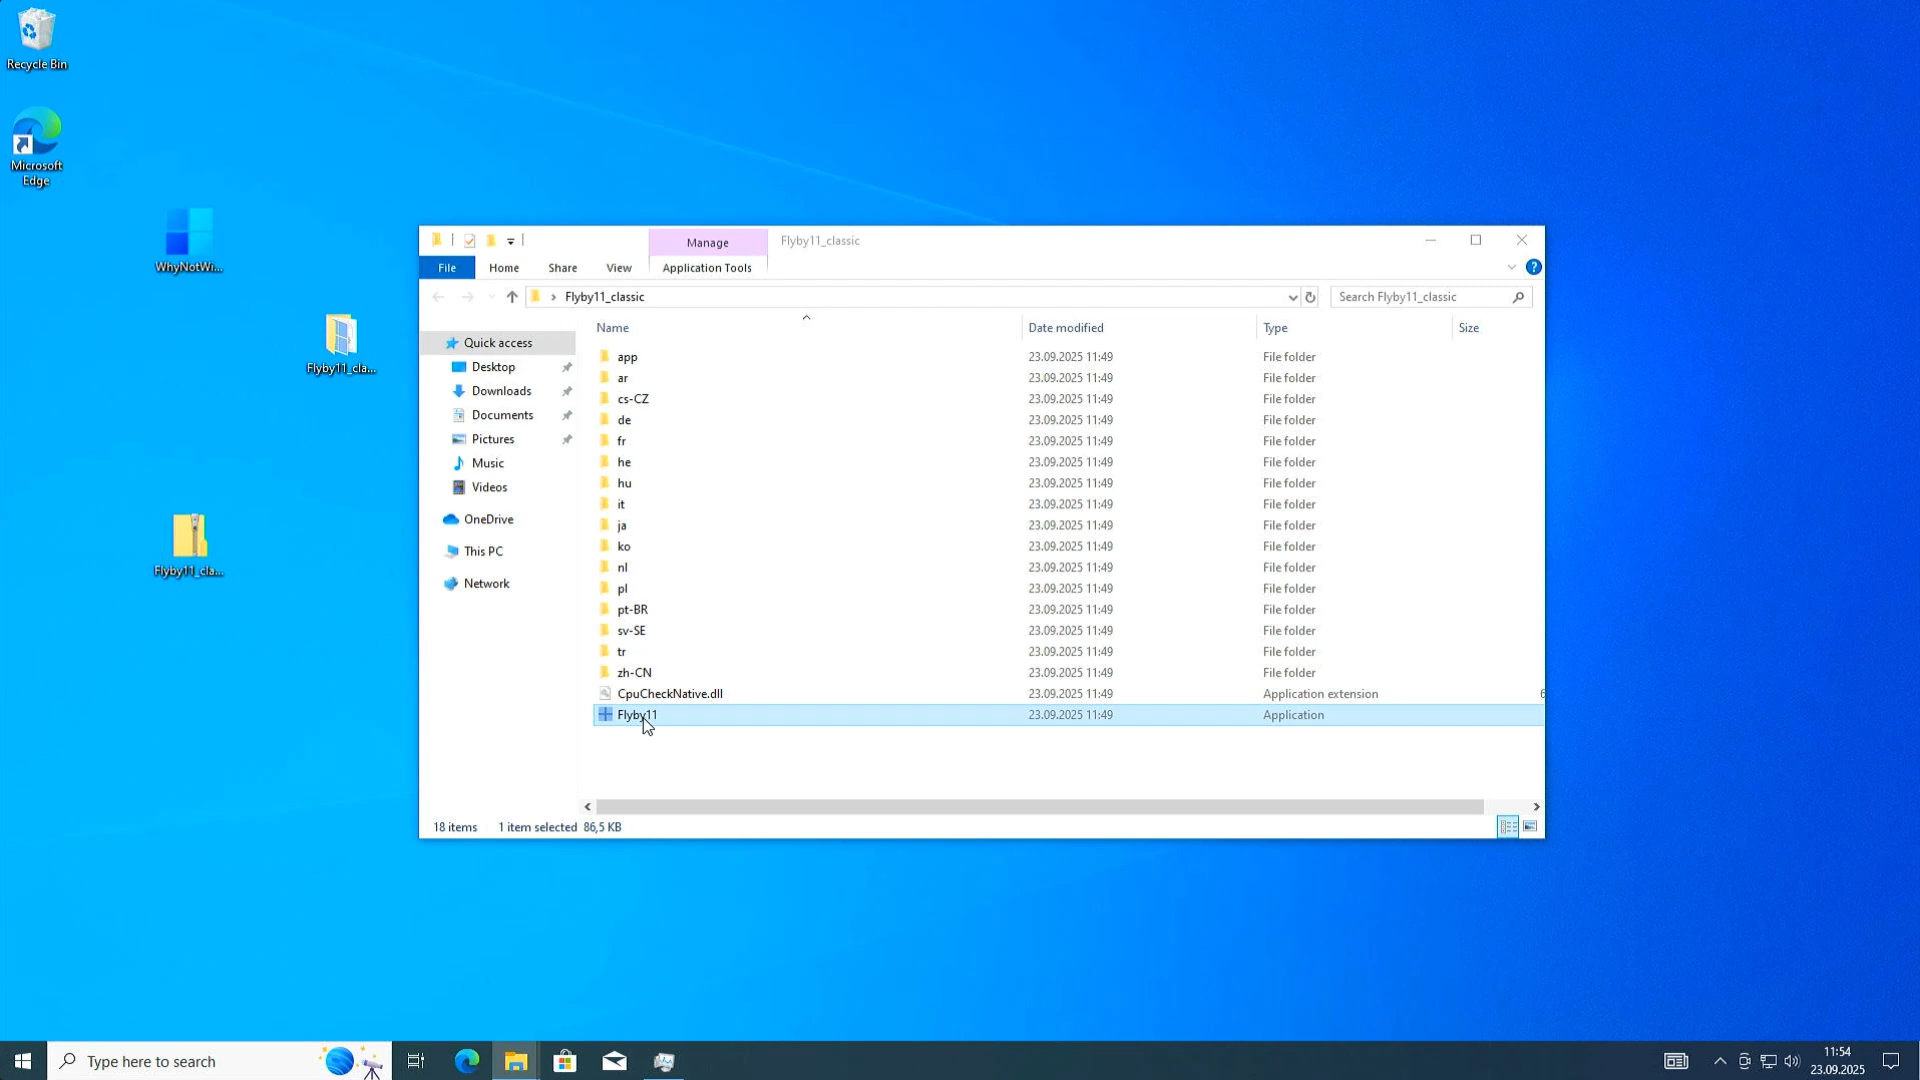 Recycle Bin
Microsoft
Edge
WhyNotWi...
Flyby11_cla...
Flyby11_cla...
Manage
Flyby11_classic
File
Home
Share
View
Application Tools
Flyby11_classic
Search Flyby11_classic
Name
Date modified
Type
Size
Quick access
Desktop
Downloads
Documents
Pictures
Music
Videos
OneDrive
This PC
Network
app 23.09.2025 11:49 File folder
ar 23.09.2025 11:49 File folder
cs-CZ 23.09.2025 11:49 File folder
de 23.09.2025 11:49 File folder
fr 23.09.2025 11:49 File folder
he 23.09.2025 11:49 File folder
hu 23.09.2025 11:49 File folder
it 23.09.2025 11:49 File folder
ja 23.09.2025 11:49 File folder
ko 23.09.2025 11:49 File folder
nl 23.09.2025 11:49 File folder
pl 23.09.2025 11:49 File folder
pt-BR 23.09.2025 11:49 File folder
sv-SE 23.09.2025 11:49 File folder
tr 23.09.2025 11:49 File folder
zh-CN 23.09.2025 11:49 File folder
CpuCheckNative.dll 23.09.2025 11:49 Application extension
Flyby11 23.09.2025 11:49 Application
18 items 1 item selected 86,5 KB
Type here to search
11:54
23.09.2025